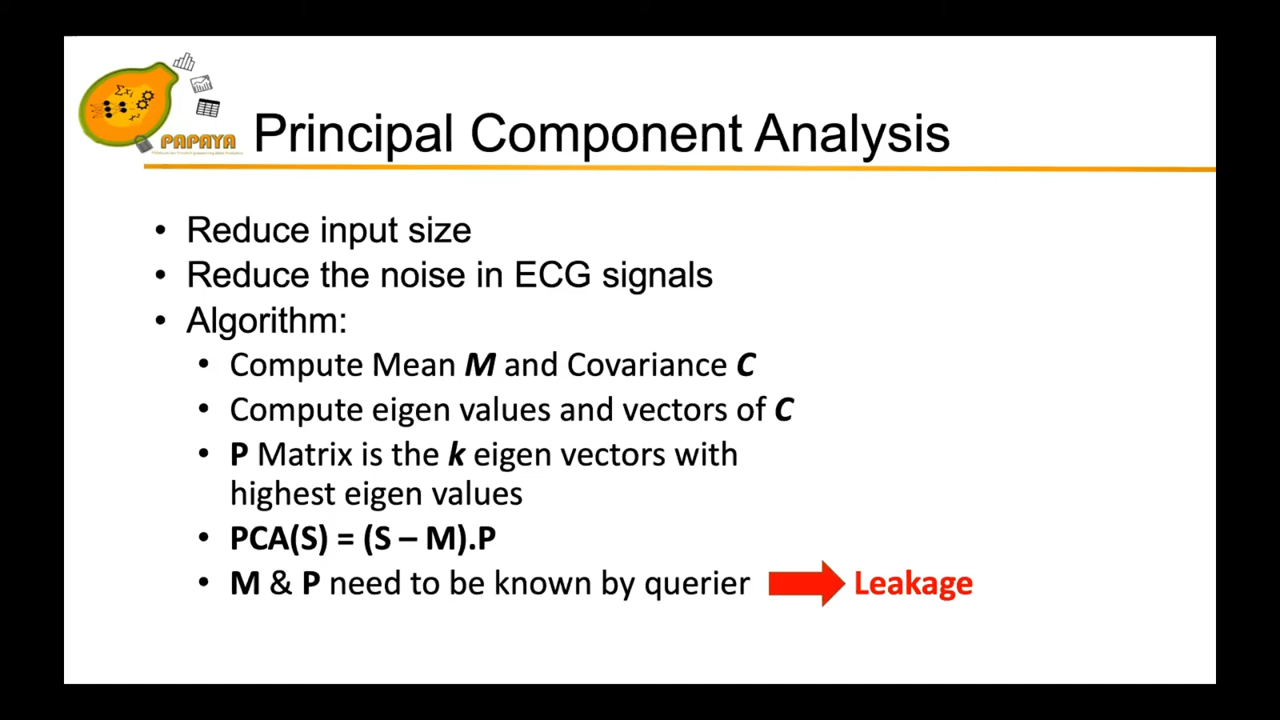 PAPAYA
Principal Component Analysis
• Reduce input size
• Reduce the noise in ECG signals
• Algorithm:
• Compute Mean M and Covariance C
• Compute eigen values and vectors of C
• P Matrix is the k eigen vectors with
highest eigen values
• PCA(S) = (S – M).P
• M & P need to be known by querier
Leakage